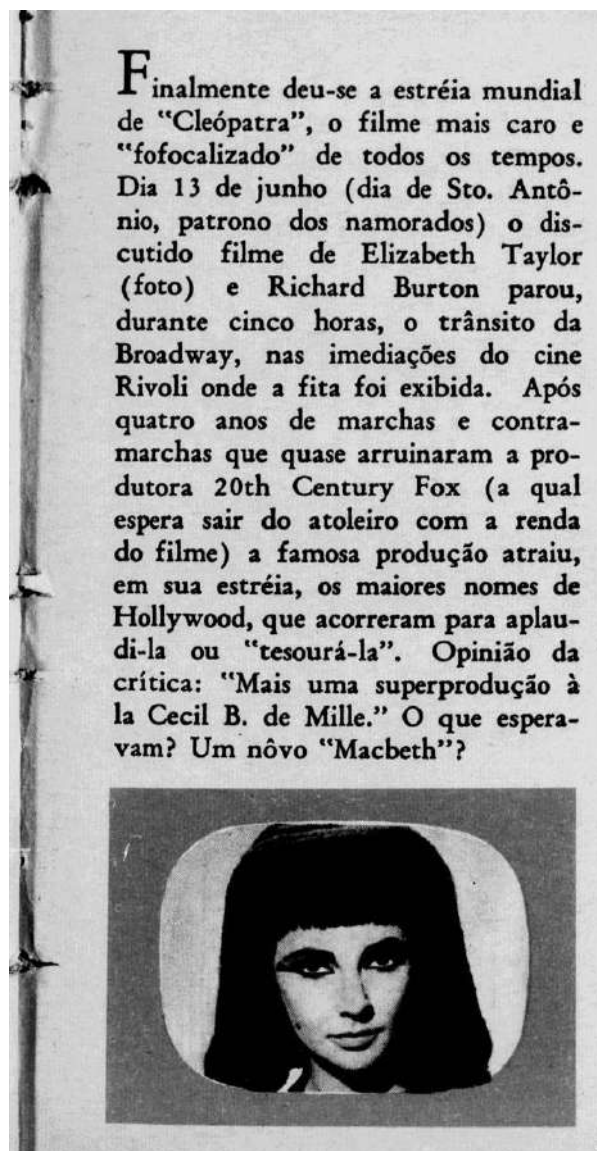 Finalmente deu-se a estréia mundial
de "Cleópatra", o filme mais caro e
"fofocalizado" de todos os tempos.
Dia 13 de junho (dia de Sto. Antô-
nio, patrono dos namorados) o dis-
cutido filme de Elizabeth Taylor
(foto) e Richard Burton parou,
durante cinco horas, o trânsito da
Broadway, nas imediações do cine
Rivoli onde a fita foi exibida. Após
quatro anos de marchas e contra-
marchas que quase arruinaram a pro-
dutora 20th Century Fox (a qual
espera sair do atoleiro com a renda
do filme) a famosa produção atraiu,
em sua estréia, os maiores nomes de
Hollywood, que acorreram para aplau-
di-la ou "tesourá-la". Opinião da
crítica: "Mais uma superprodução à
la Cecil B. de Mille." O que espera-
vam? Um nôvo "Macbeth"?